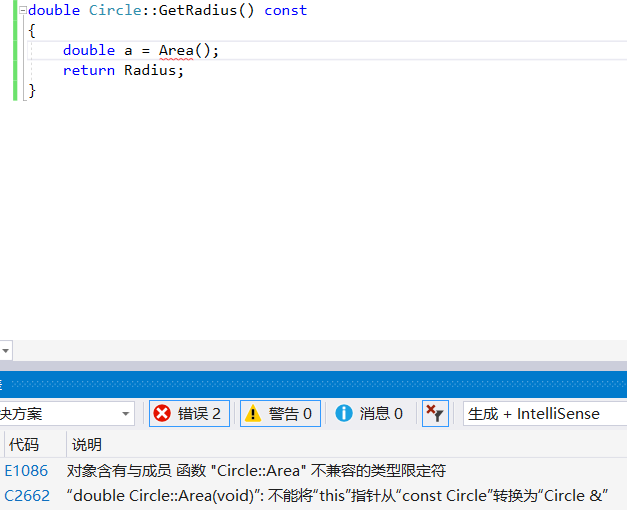 double Circle::GetRadius() const
{
double a = Area();
return Radius;
}
决方案
错误 2
警告 0
消息 0
生成 + IntelliSense
代码 说明
E1086 对象含有与成员 函数 "Circle::Area" 不兼容的类型限定符
C2662 “double Circle::Area(void)”: 不能将“this”指针从“const Circle”转换为“Circle &”